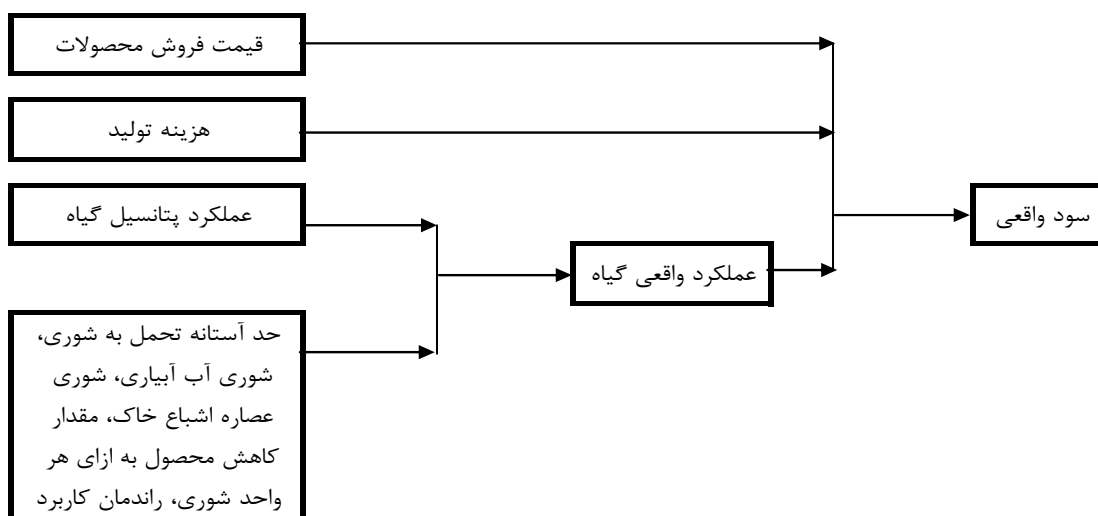 قیمت فروش محصولات
هزینه تولید
عملکرد پتانسیل گیاه
سود واقعی
عملکرد واقعی گیاه
حد آستانه تحمل به شوری،
شوری آب آبیاری، شوری
عصاره اشباع خاک، مقدار
کاهش محصول به ازای هر
واحد شوری، راندمان کاربرد